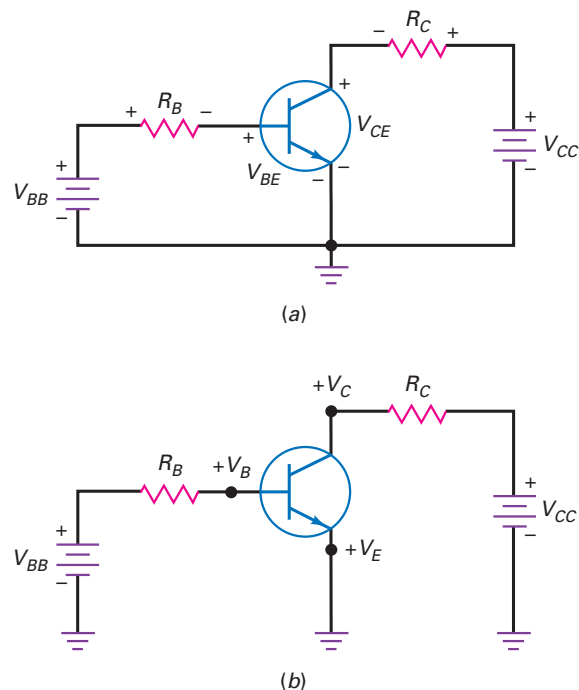 − R_C +
+ R_B −
+
+
V_CE
+
V_BE
− −
+
V_BB
−
+
V_CC
−
(a)
+V_C
R_C
R_B
+V_B
+
V_BB
−
+V_E
+
V_CC
−
(b)